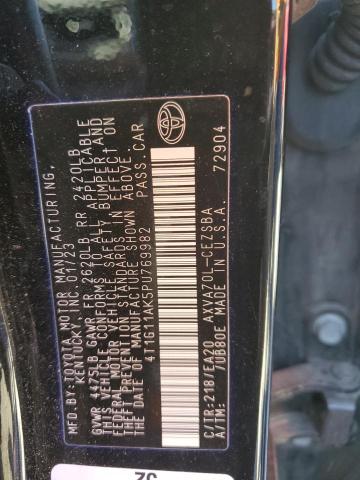 MFD.BY:TOYOTA MOTOR MANUFACTURING,
KENTUCKY, INC. 01/23
GVWR 4475LB GAWR FR 2620LB RR 2420LB
THIS VEHICLE CONFORMS TO ALL APPLICABLE
FEDERAL MOTOR VEHICLE SAFETY, BUMPER, AND
THEFT PREVENTION STANDARDS IN EFFECT ON
THE DATE OF MANUFACTURE SHOWN ABOVE.
4T1G11AK5PU769982 PASS.CAR
C/TR:218/EA20 AXVA70L-CEZSBA
/DB80E MADE IN U.S.A. 72904